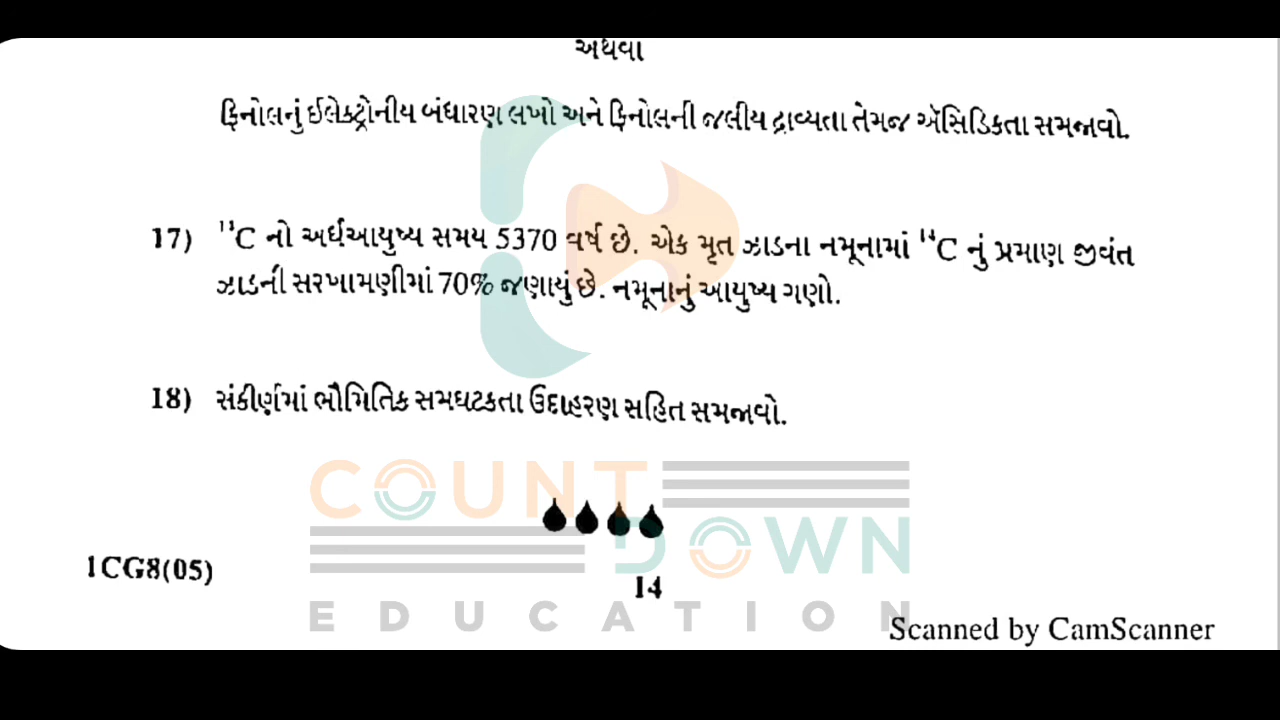 અથવા
ફિનોલનું ઈલેક્ટ્રોનીય બંધારણ લખો અને ફિનોલની જલીય દ્રાવ્યતા તેમજ ઍસિડિકતા સમજાવો.
17) ¹⁴C નો અર્ધઆયુષ્ય સમય 5370 વર્ષ છે. એક મૃત ઝાડના નમૂનામાં ¹⁴C નું પ્રમાણ જીવંત
ઝાડની સરખામણીમાં 70% જણાયું છે. નમૂનાનું આયુષ્ય ગણો.
18) સંકીર્ણમાં ભૌમિતિક સમઘટકતા ઉદાહરણ સહિત સમજાવો.
COUNT
DOWN
1CG8(05)
14
EDUCATION
Scanned by CamScanner